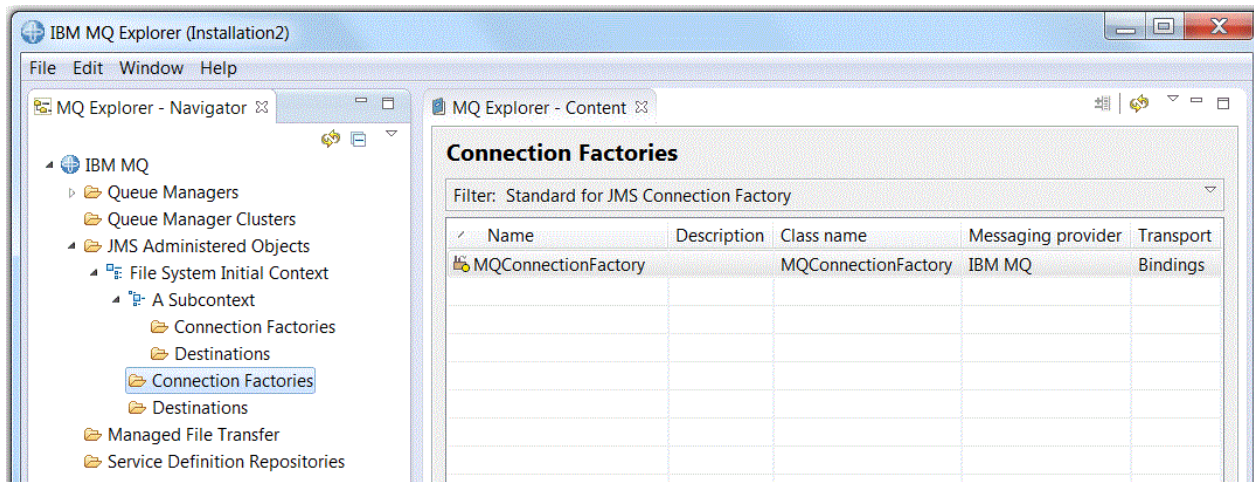 IBM MQ Explorer (Installation2)
File Edit Window Help
MQ Explorer - Navigator
IBM MQ
Queue Managers
Queue Manager Clusters
JMS Administered Objects
File System Initial Context
A Subcontext
Connection Factories
Destinations
Connection Factories
Destinations
Managed File Transfer
Service Definition Repositories
MQ Explorer - Content
Connection Factories
Filter: Standard for JMS Connection Factory
Name Description Class name Messaging provider Transport
MQConnectionFactory MQConnectionFactory IBM MQ Bindings